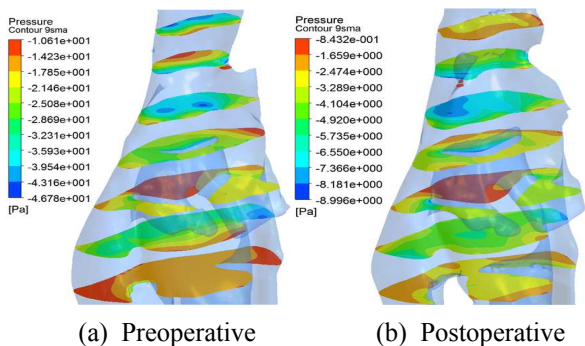 Pressure
Contour 9sma
-1.061e+001
-1.423e+001
-1.785e+001
-2.146e+001
-2.508e+001
-2.869e+001
-3.231e+001
-3.593e+001
-3.954e+001
-4.316e+001
-4.678e+001
[Pa]
Pressure
Contour 9sma
-8.432e-001
-1.659e+000
-2.474e+000
-3.289e+000
-4.104e+000
-4.920e+000
-5.735e+000
-6.550e+000
-7.366e+000
-8.181e+000
-8.996e+000
[Pa]
(a) Preoperative
(b) Postoperative